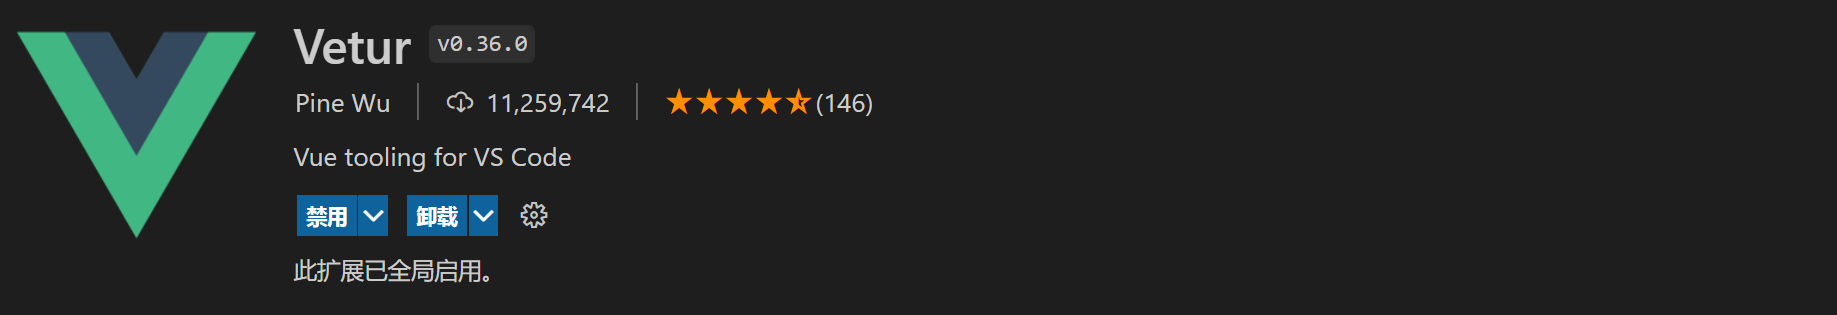 Vetur v0.36.0
Pine Wu 11,259,742 (146)
Vue tooling for VS Code
禁用 卸载
此扩展已全局启用。